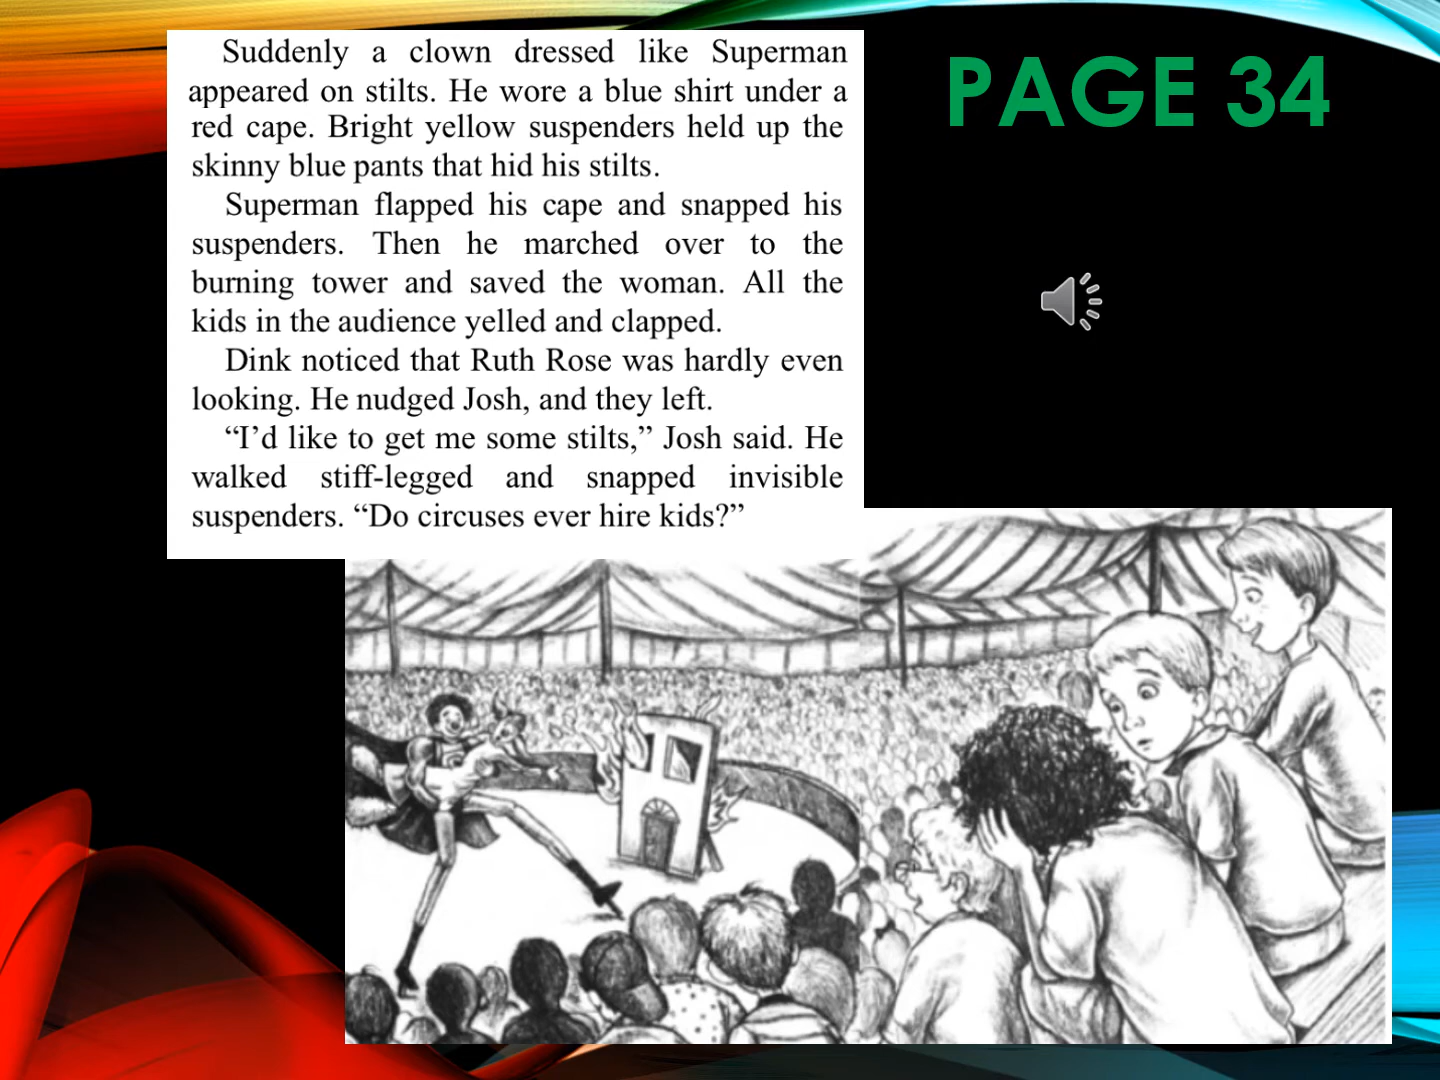 Suddenly a clown dressed like Superman
appeared on stilts. He wore a blue shirt under a
red cape. Bright yellow suspenders held up the
skinny blue pants that hid his stilts.
Superman flapped his cape and snapped his
suspenders. Then he marched over to the
burning tower and saved the woman. All the
kids in the audience yelled and clapped.
Dink noticed that Ruth Rose was hardly even
looking. He nudged Josh, and they left.
“I’d like to get me some stilts,” Josh said. He
walked stiff-legged and snapped invisible
suspenders. “Do circuses ever hire kids?”
PAGE 34